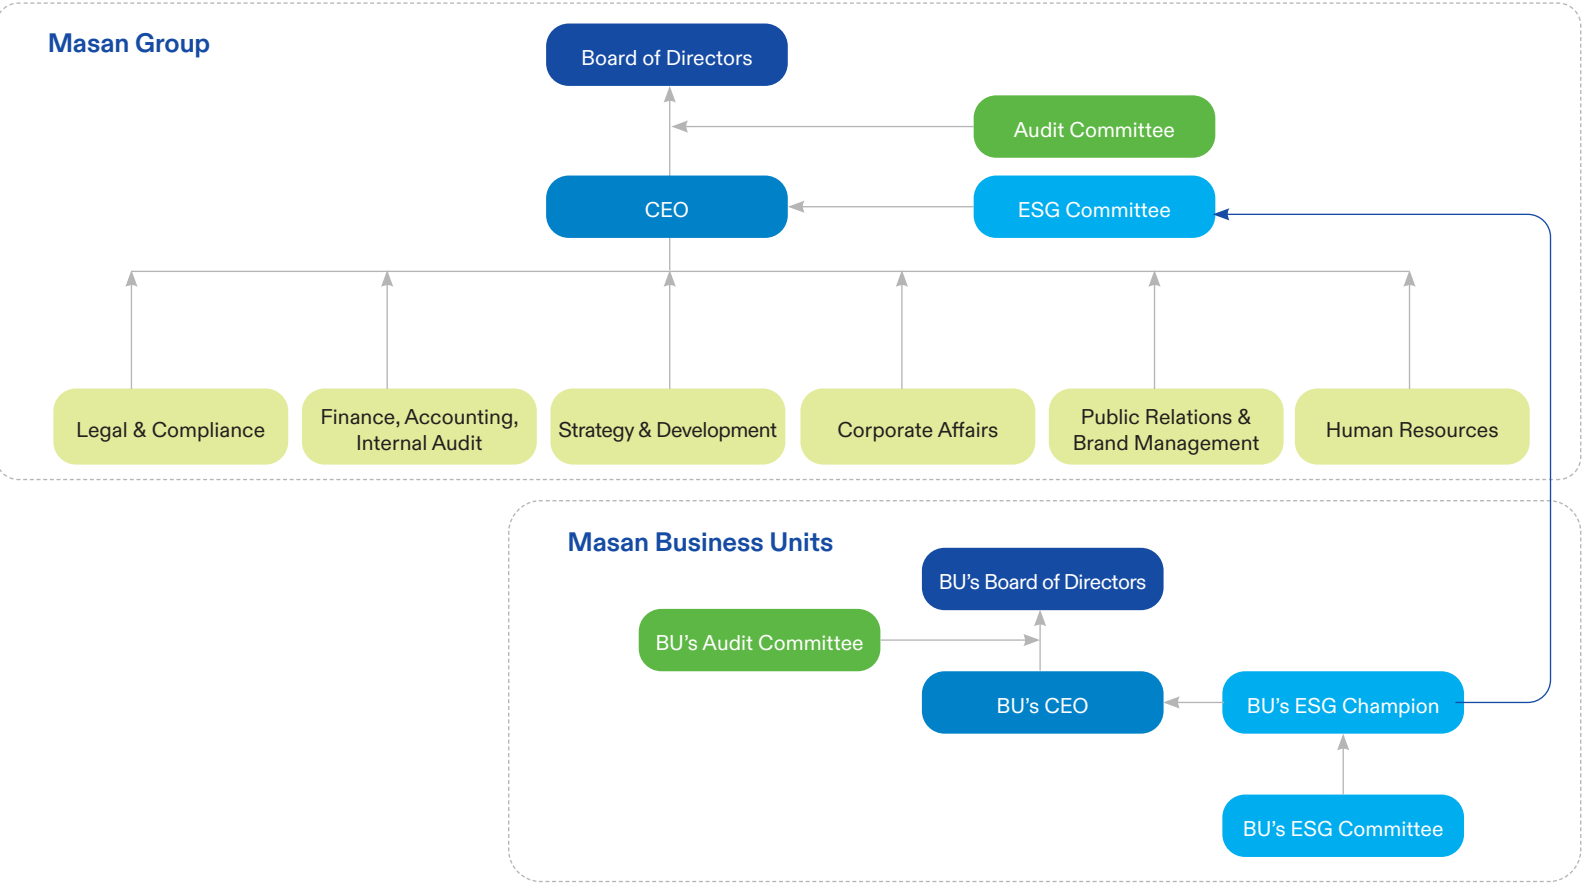 Masan Group
Board of Directors
Audit Committee
CEO
ESG Committee
Legal & Compliance
Finance, Accounting,
Internal Audit
Strategy & Development
Corporate Affairs
Public Relations &
Brand Management
Human Resources
Masan Business Units
BU’s Board of Directors
BU’s Audit Committee
BU’s CEO
BU’s ESG Champion
BU’s ESG Committee